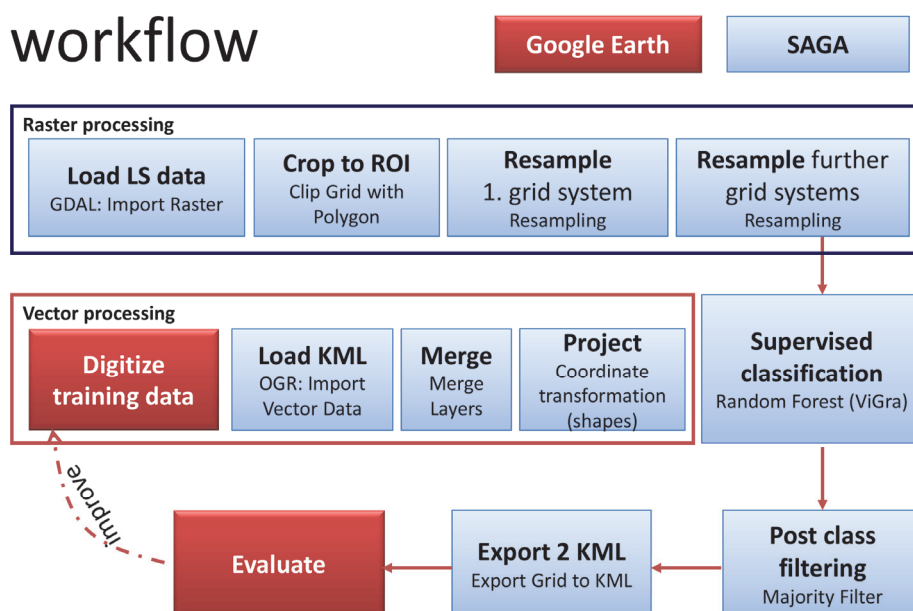 workflow
Google Earth
SAGA
Raster processing
Load LS data
GDAL: Import Raster
Crop to ROI
Clip Grid with
Polygon
Resample
1. grid system
Resampling
Resample further
grid systems
Resampling
Vector processing
Digitize
training data
Load KML
OGR: Import
Vector Data
Merge
Merge
Layers
Project
Coordinate
transformation
(shapes)
Supervised
classification
Random Forest (ViGra)
improve
Evaluate
Export 2 KML
Export Grid to KML
Post class
filtering
Majority Filter